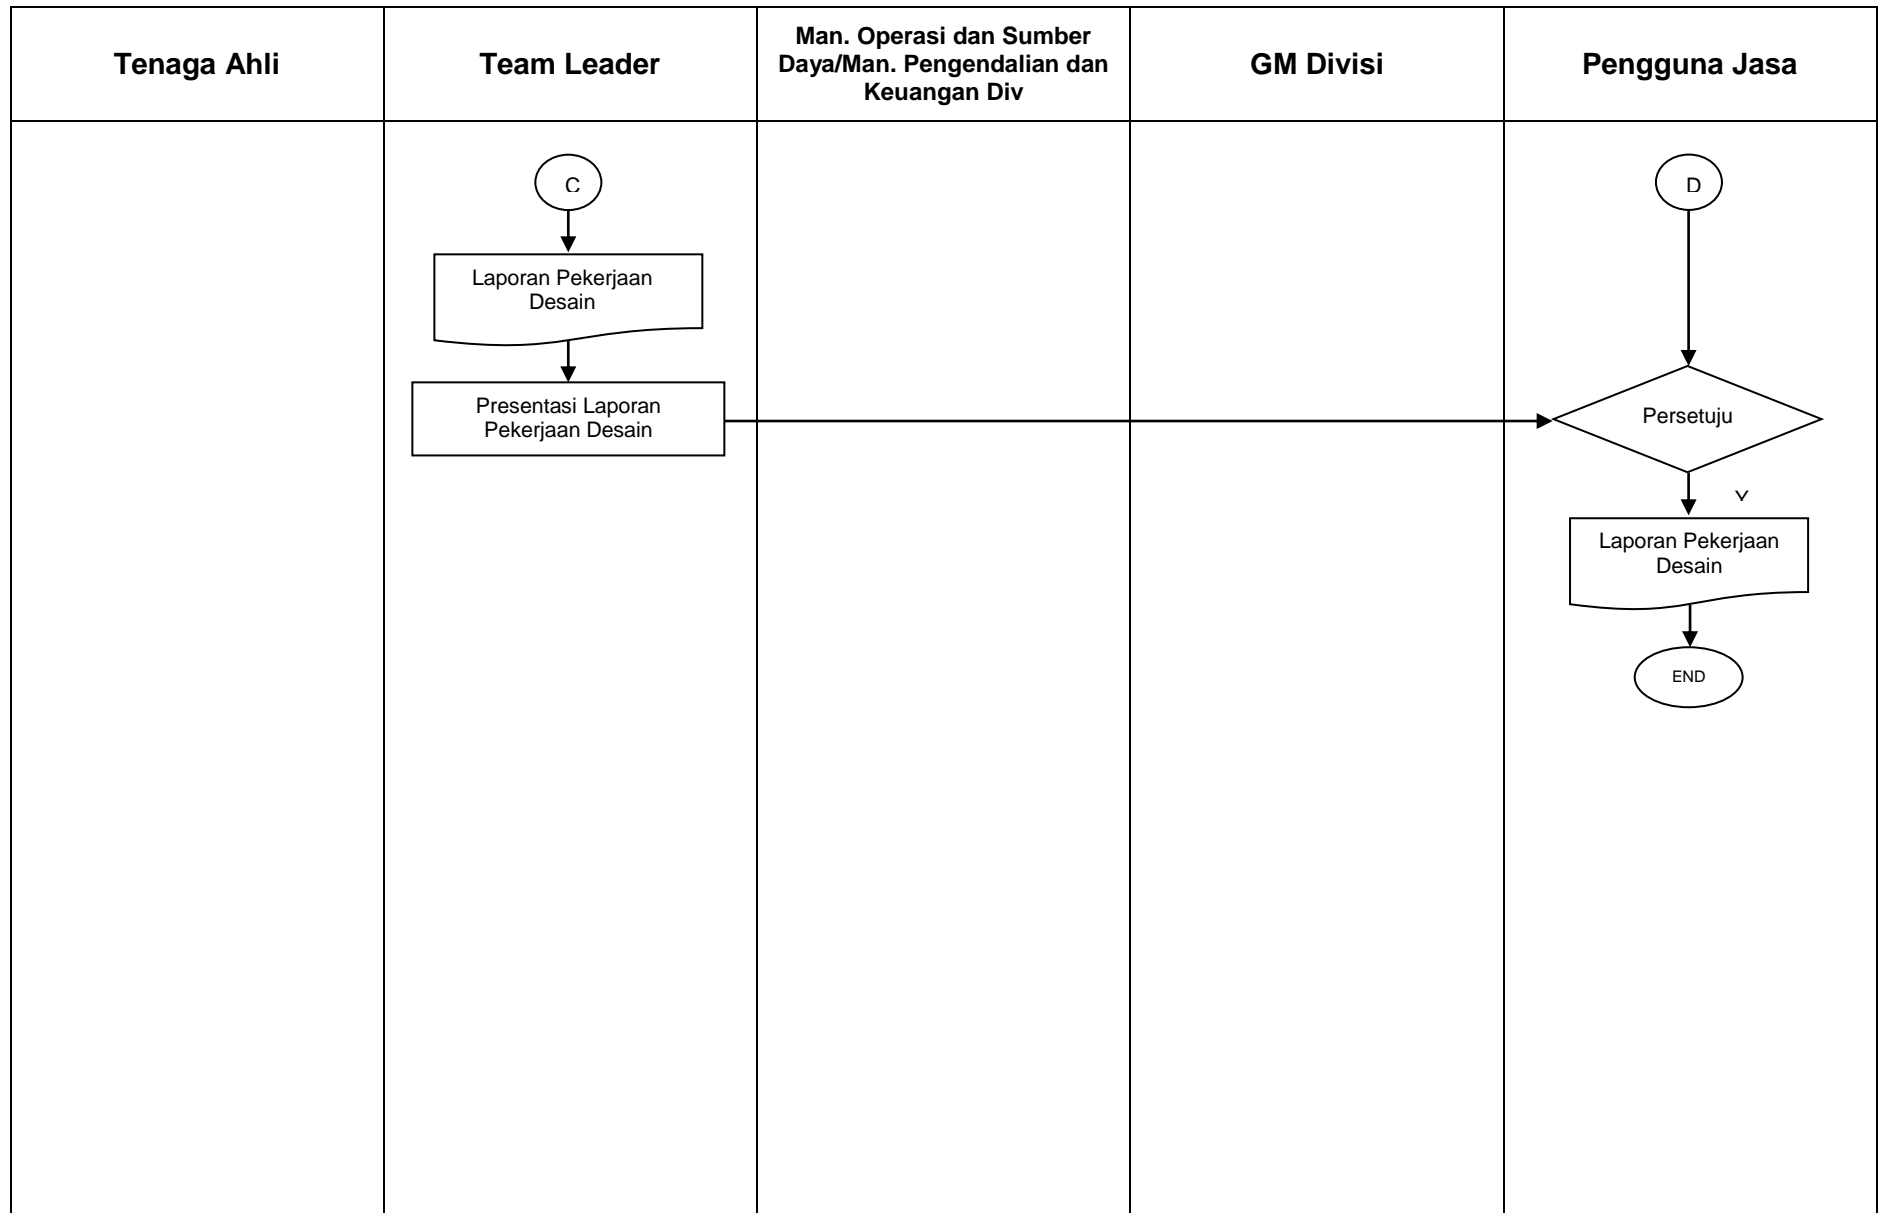 Tenaga Ahli
Team Leader
Man. Operasi dan Sumber
Daya/Man. Pengendalian dan
Keuangan Div
GM Divisi
Pengguna Jasa
C
D
Laporan Pekerjaan
Desain
Presentasi Laporan
Pekerjaan Desain
Persetuju
Y
Laporan Pekerjaan
Desain
END